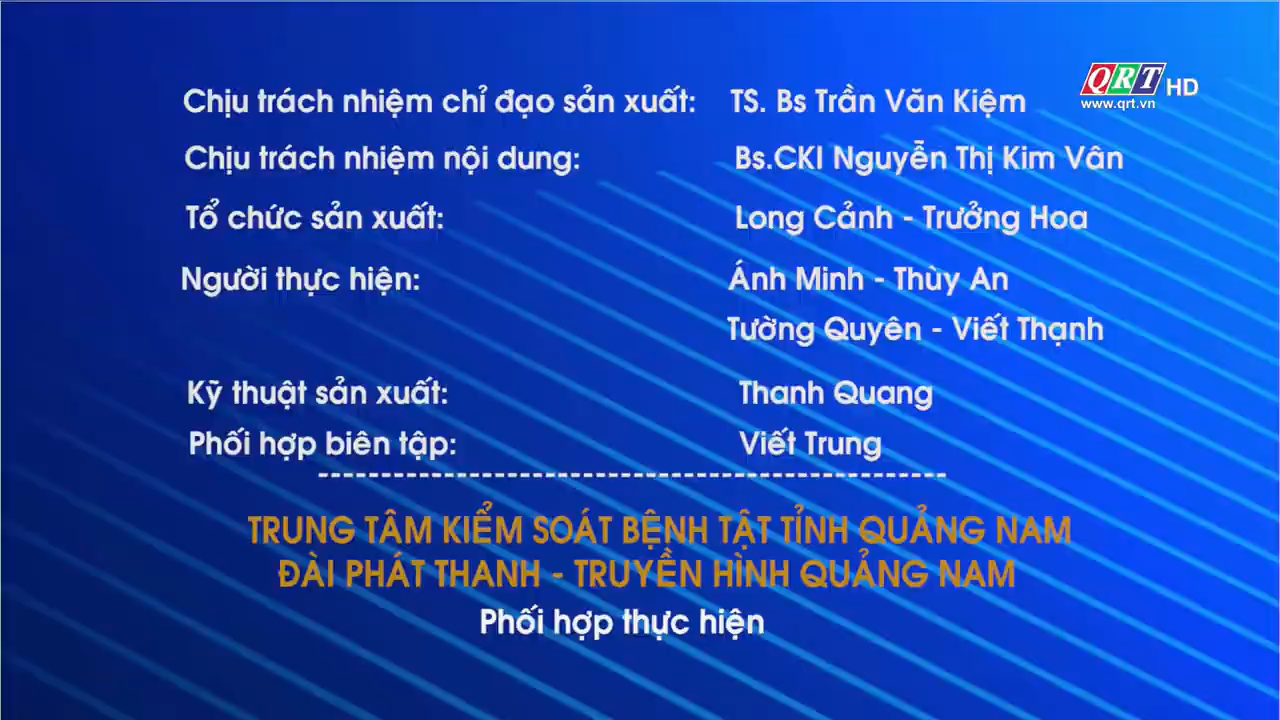 QRT HD
www.qrt.vn
Chịu trách nhiệm chỉ đạo sản xuất: TS. Bs Trần Văn Kiệm
Chịu trách nhiệm nội dung: Bs.CKI Nguyễn Thị Kim Vân
Tổ chức sản xuất: Long Cảnh - Trưởng Hoa
Người thực hiện: Ánh Minh - Thùy An
Tường Quyên - Viết Thạnh
Kỹ thuật sản xuất: Thanh Quang
Phối hợp biên tập: Viết Trung
TRUNG TÂM KIỂM SOÁT BỆNH TẬT TỈNH QUẢNG NAM
ĐÀI PHÁT THANH - TRUYỀN HÌNH QUẢNG NAM
Phối hợp thực hiện